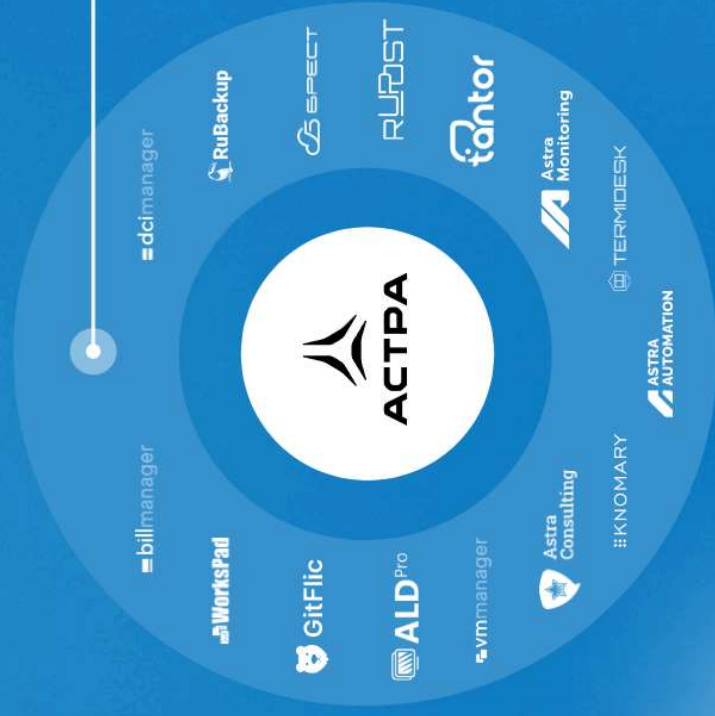 billmanager
dcimanager
WorksPad
RuBackup
GitFlic
SPECT
АСТРА
ALD Pro
RUPOST
vmmanager
tantor
Astra
Consulting
Astra
Monitoring
KNOMARY
TERMIDESK
ASTRA
AUTOMATION